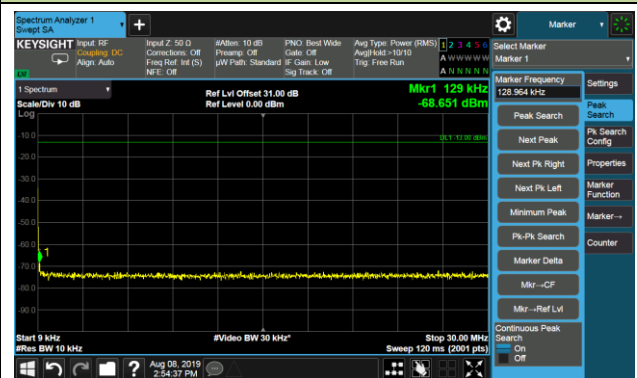 Spectrum Analyzer 1
Swept SA
+
Marker
KEYSIGHT
Input: RF
Coupling: DC
Align: Auto
Input Z: 50 Ω
Corrections: Off
Freq Ref: Int (S)
NFE: Off
#Atten: 10 dB
Preamp: Off
µW Path: Standard
PNO: Best Wide
Gate: Off
IF Gain: Low
Sig Track: Off
Avg Type: Power (RMS)
Avg|Hold:>10/10
Trig: Free Run
1 2 3 4 5 6
A W W W W W
A N N N N N
Select Marker
Marker 1
1 Spectrum
Scale/Div 10 dB
Log
Ref Lvl Offset 31.00 dB
Ref Level 0.00 dBm
Mkr1 129 kHz
-68.651 dBm
DL1 -13.00 dBm
-10.0
-20.0
-30.0
-40.0
-50.0
-60.0
-70.0
-80.0
-90.0
1
Start 9 kHz
#Res BW 10 kHz
#Video BW 30 kHz*
Stop 30.00 MHz
Sweep 120 ms (2001 pts)
Marker Frequency
128.964 kHz
Peak Search
Next Peak
Next Pk Right
Next Pk Left
Minimum Peak
Pk-Pk Search
Marker Delta
Mkr→CF
Mkr→Ref Lvl
Continuous Peak
Search
On
Off
Settings
Peak
Search
Pk Search
Config
Properties
Marker
Function
Marker→
Counter
?
Aug 08, 2019
2:54:37 PM